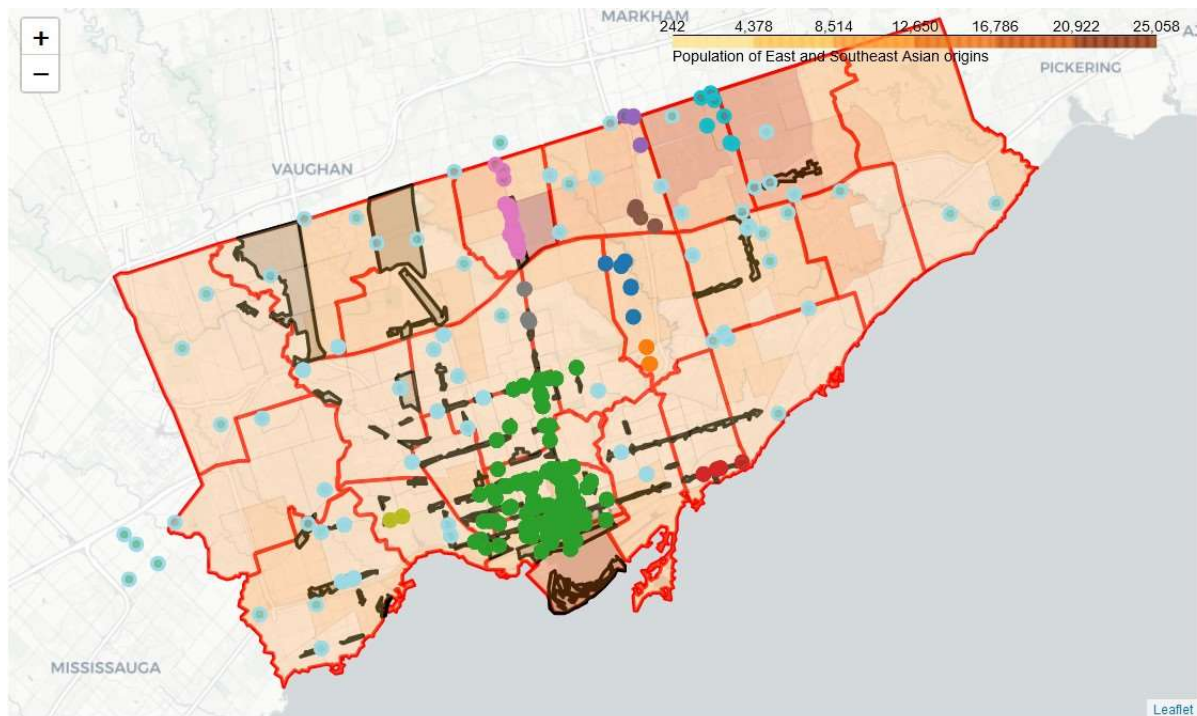 +
−
MARKHAM
242 4,378 8,514 12,650 16,786 20,922 25,058
Population of East and Southeast Asian origins
PICKERING
VAUGHAN
MISSISSAUGA
Leaflet